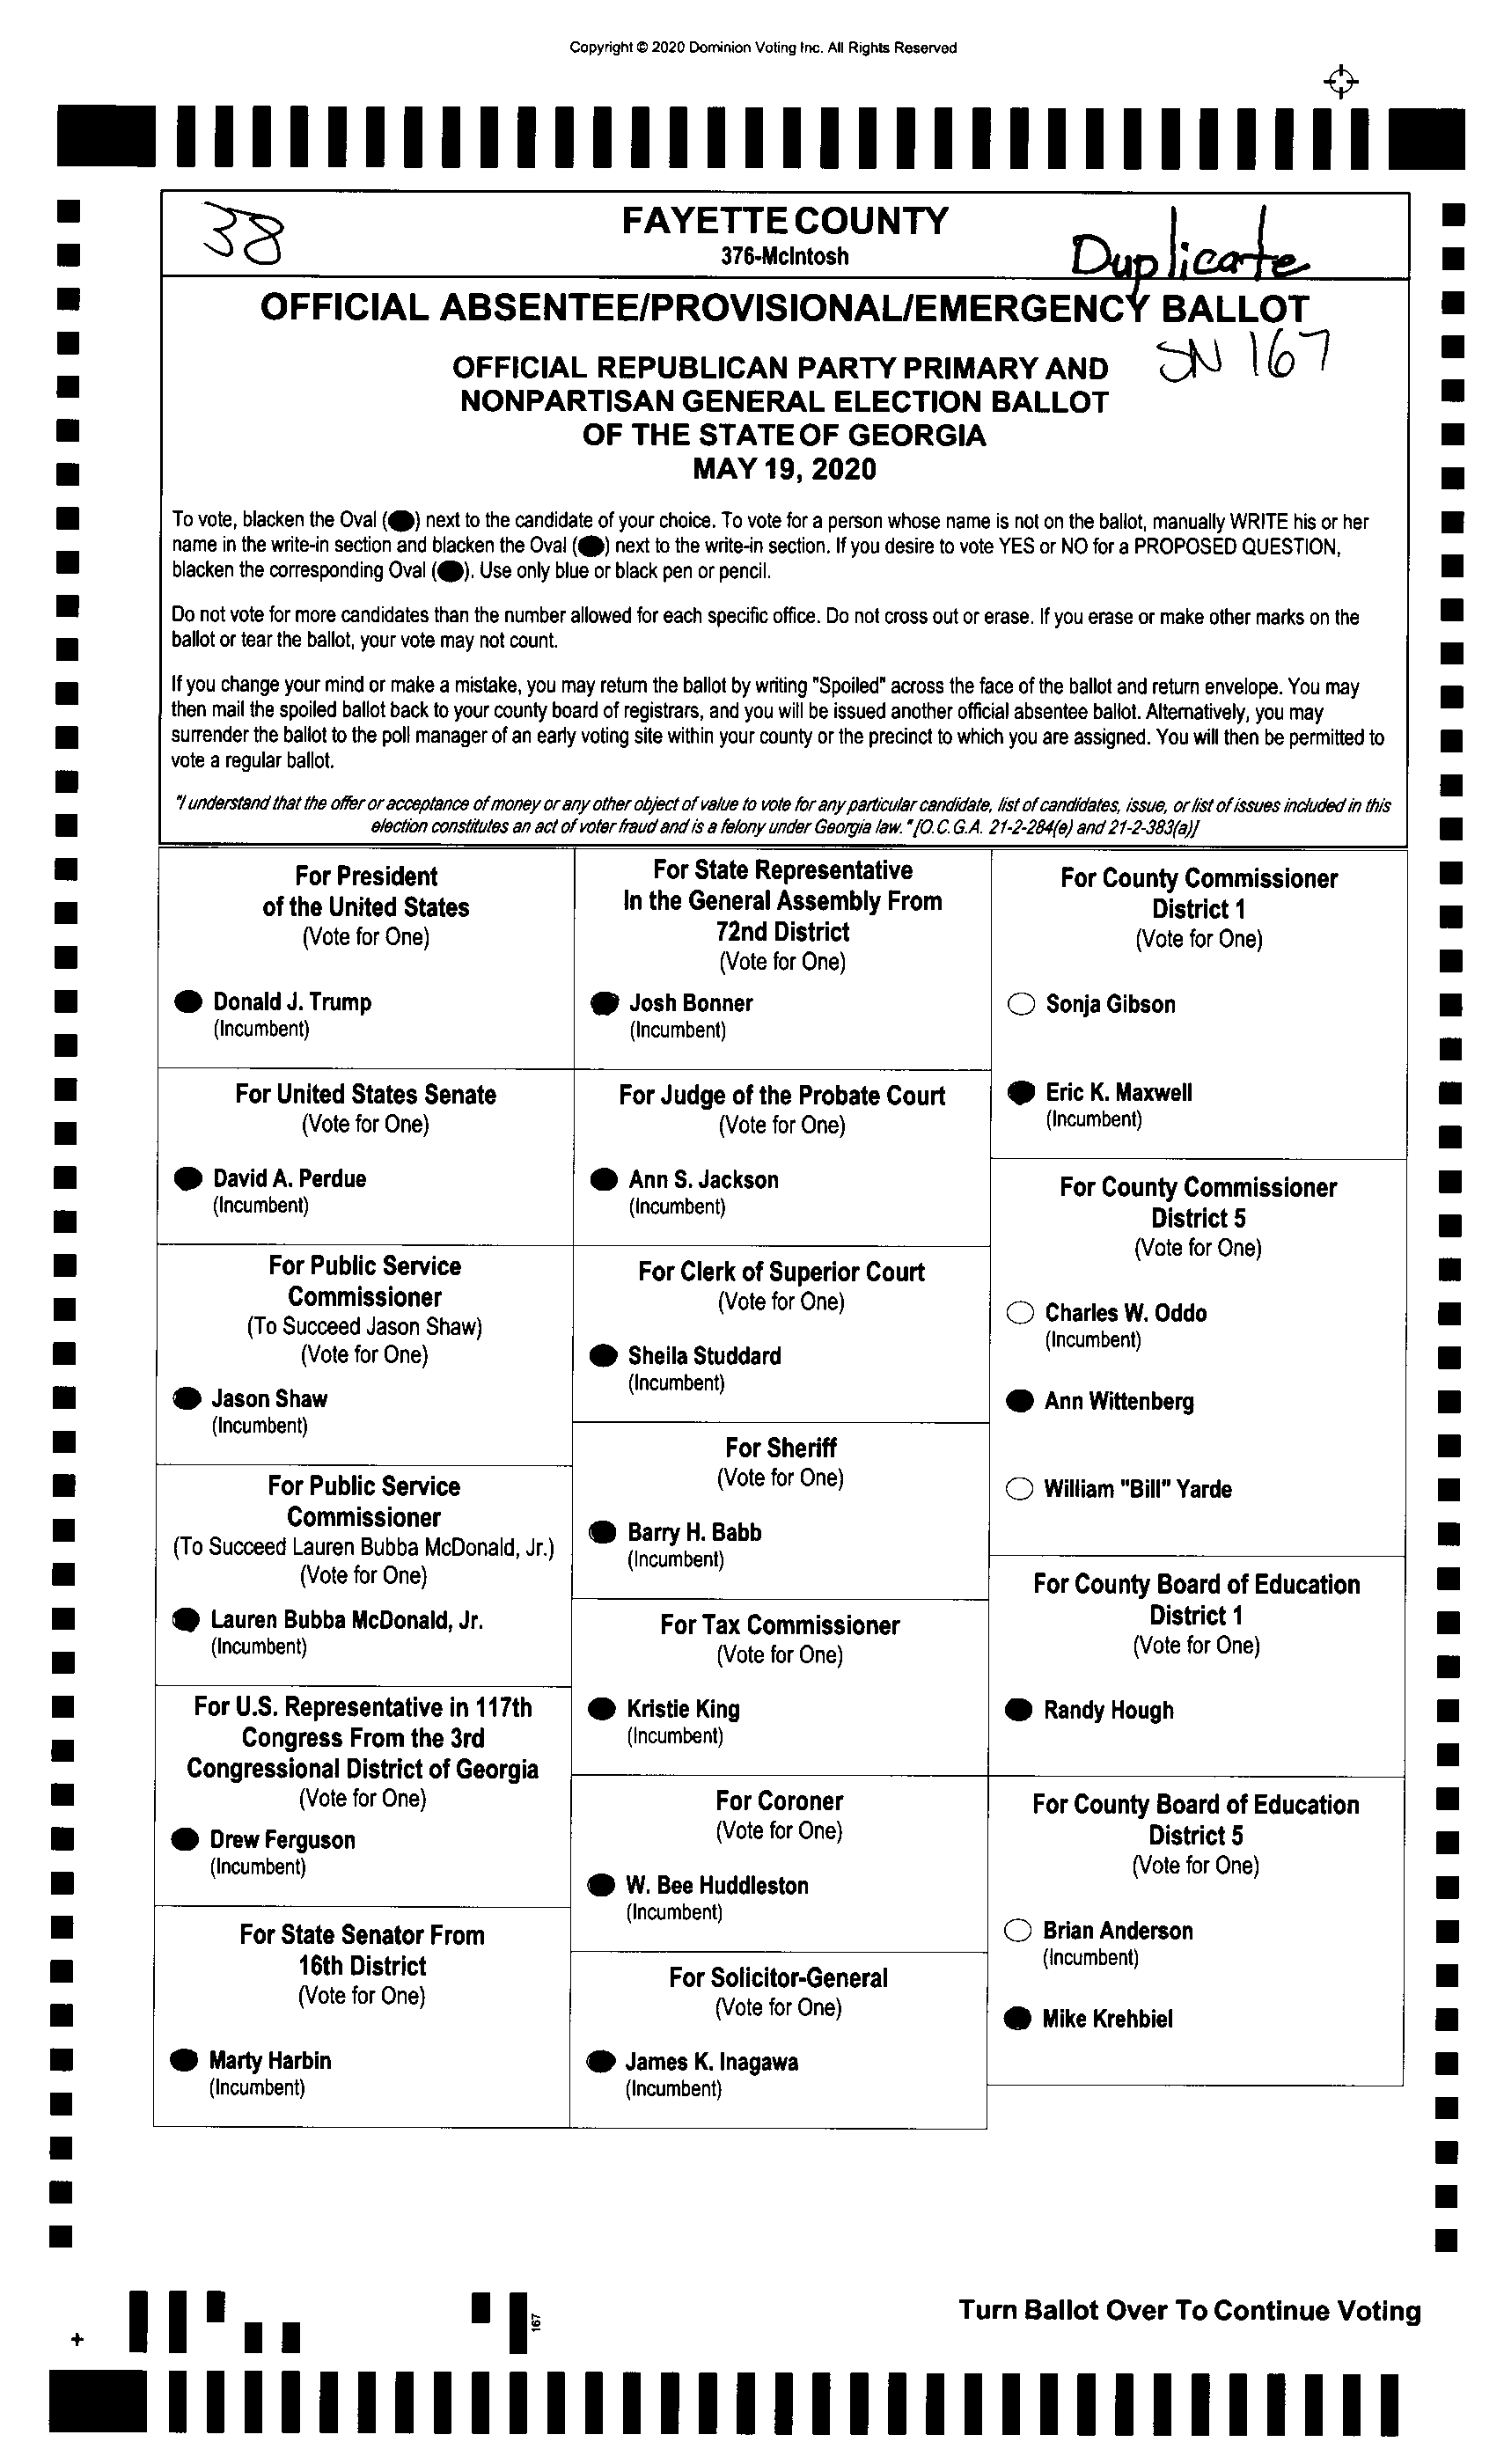 Copyright © 2020 Dominion Voting Inc. All Rights Reserved
38
FAYETTE COUNTY
376-McIntosh
Duplicate
OFFICIAL ABSENTEE/PROVISIONAL/EMERGENCY BALLOT
SN 167
OFFICIAL REPUBLICAN PARTY PRIMARY AND
NONPARTISAN GENERAL ELECTION BALLOT
OF THE STATE OF GEORGIA
MAY 19, 2020
To vote, blacken the Oval (●) next to the candidate of your choice. To vote for a person whose name is not on the ballot, manually WRITE his or her
name in the write-in section and blacken the Oval (●) next to the write-in section. If you desire to vote YES or NO for a PROPOSED QUESTION,
blacken the corresponding Oval (●). Use only blue or black pen or pencil.
Do not vote for more candidates than the number allowed for each specific office. Do not cross out or erase. If you erase or make other marks on the
ballot or tear the ballot, your vote may not count.
If you change your mind or make a mistake, you may return the ballot by writing "Spoiled" across the face of the ballot and return envelope. You may
then mail the spoiled ballot back to your county board of registrars, and you will be issued another official absentee ballot. Alternatively, you may
surrender the ballot to the poll manager of an early voting site within your county or the precinct to which you are assigned. You will then be permitted to
vote a regular ballot.
"I understand that the offer or acceptance of money or any other object of value to vote for any particular candidate, list of candidates, issue, or list of issues included in this
election constitutes an act of voter fraud and is a felony under Georgia law." [O.C.G.A. 21-2-284(e) and 21-2-383(a)]
For President
of the United States
(Vote for One)
Donald J. Trump
(Incumbent)
For United States Senate
(Vote for One)
David A. Perdue
(Incumbent)
For Public Service
Commissioner
(To Succeed Jason Shaw)
(Vote for One)
Jason Shaw
(Incumbent)
For Public Service
Commissioner
(To Succeed Lauren Bubba McDonald, Jr.)
(Vote for One)
Lauren Bubba McDonald, Jr.
(Incumbent)
For U.S. Representative in 117th
Congress From the 3rd
Congressional District of Georgia
(Vote for One)
Drew Ferguson
(Incumbent)
For State Senator From
16th District
(Vote for One)
Marty Harbin
(Incumbent)
For State Representative
In the General Assembly From
72nd District
(Vote for One)
Josh Bonner
(Incumbent)
For Judge of the Probate Court
(Vote for One)
Ann S. Jackson
(Incumbent)
For Clerk of Superior Court
(Vote for One)
Sheila Studdard
(Incumbent)
For Sheriff
(Vote for One)
Barry H. Babb
(Incumbent)
For Tax Commissioner
(Vote for One)
Kristie King
(Incumbent)
For Coroner
(Vote for One)
W. Bee Huddleston
(Incumbent)
For Solicitor-General
(Vote for One)
James K. Inagawa
(Incumbent)
For County Commissioner
District 1
(Vote for One)
Sonja Gibson
Eric K. Maxwell
(Incumbent)
For County Commissioner
District 5
(Vote for One)
Charles W. Oddo
(Incumbent)
Ann Wittenberg
William "Bill" Yarde
For County Board of Education
District 1
(Vote for One)
Randy Hough
For County Board of Education
District 5
(Vote for One)
Brian Anderson
(Incumbent)
Mike Krehbiel
Turn Ballot Over To Continue Voting
167